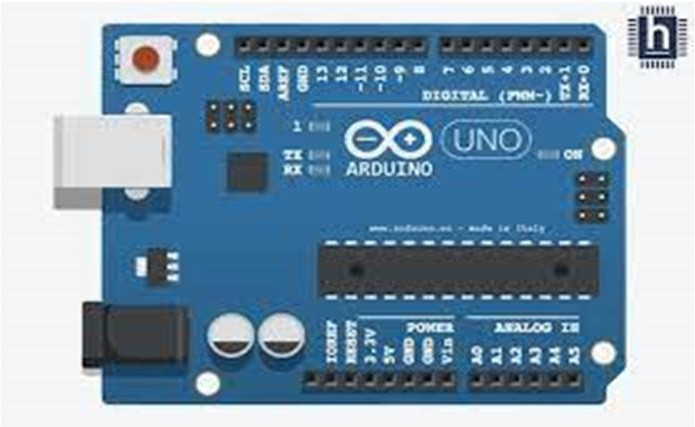 h
SCL
SDA
AREF
GND
13
12
~11
~10
~9
8
7
6
5
4
3
2
TX→1
RX←0
DIGITAL (PWM~)
1
TX
RX
UNO
ON
ARDUINO
www.arduino.cc - Made in Italy
IOREF
RESET
3.3V
5V
GND
GND
Vin
POWER
ANALOG IN
A0
A1
A2
A3
A4
A5